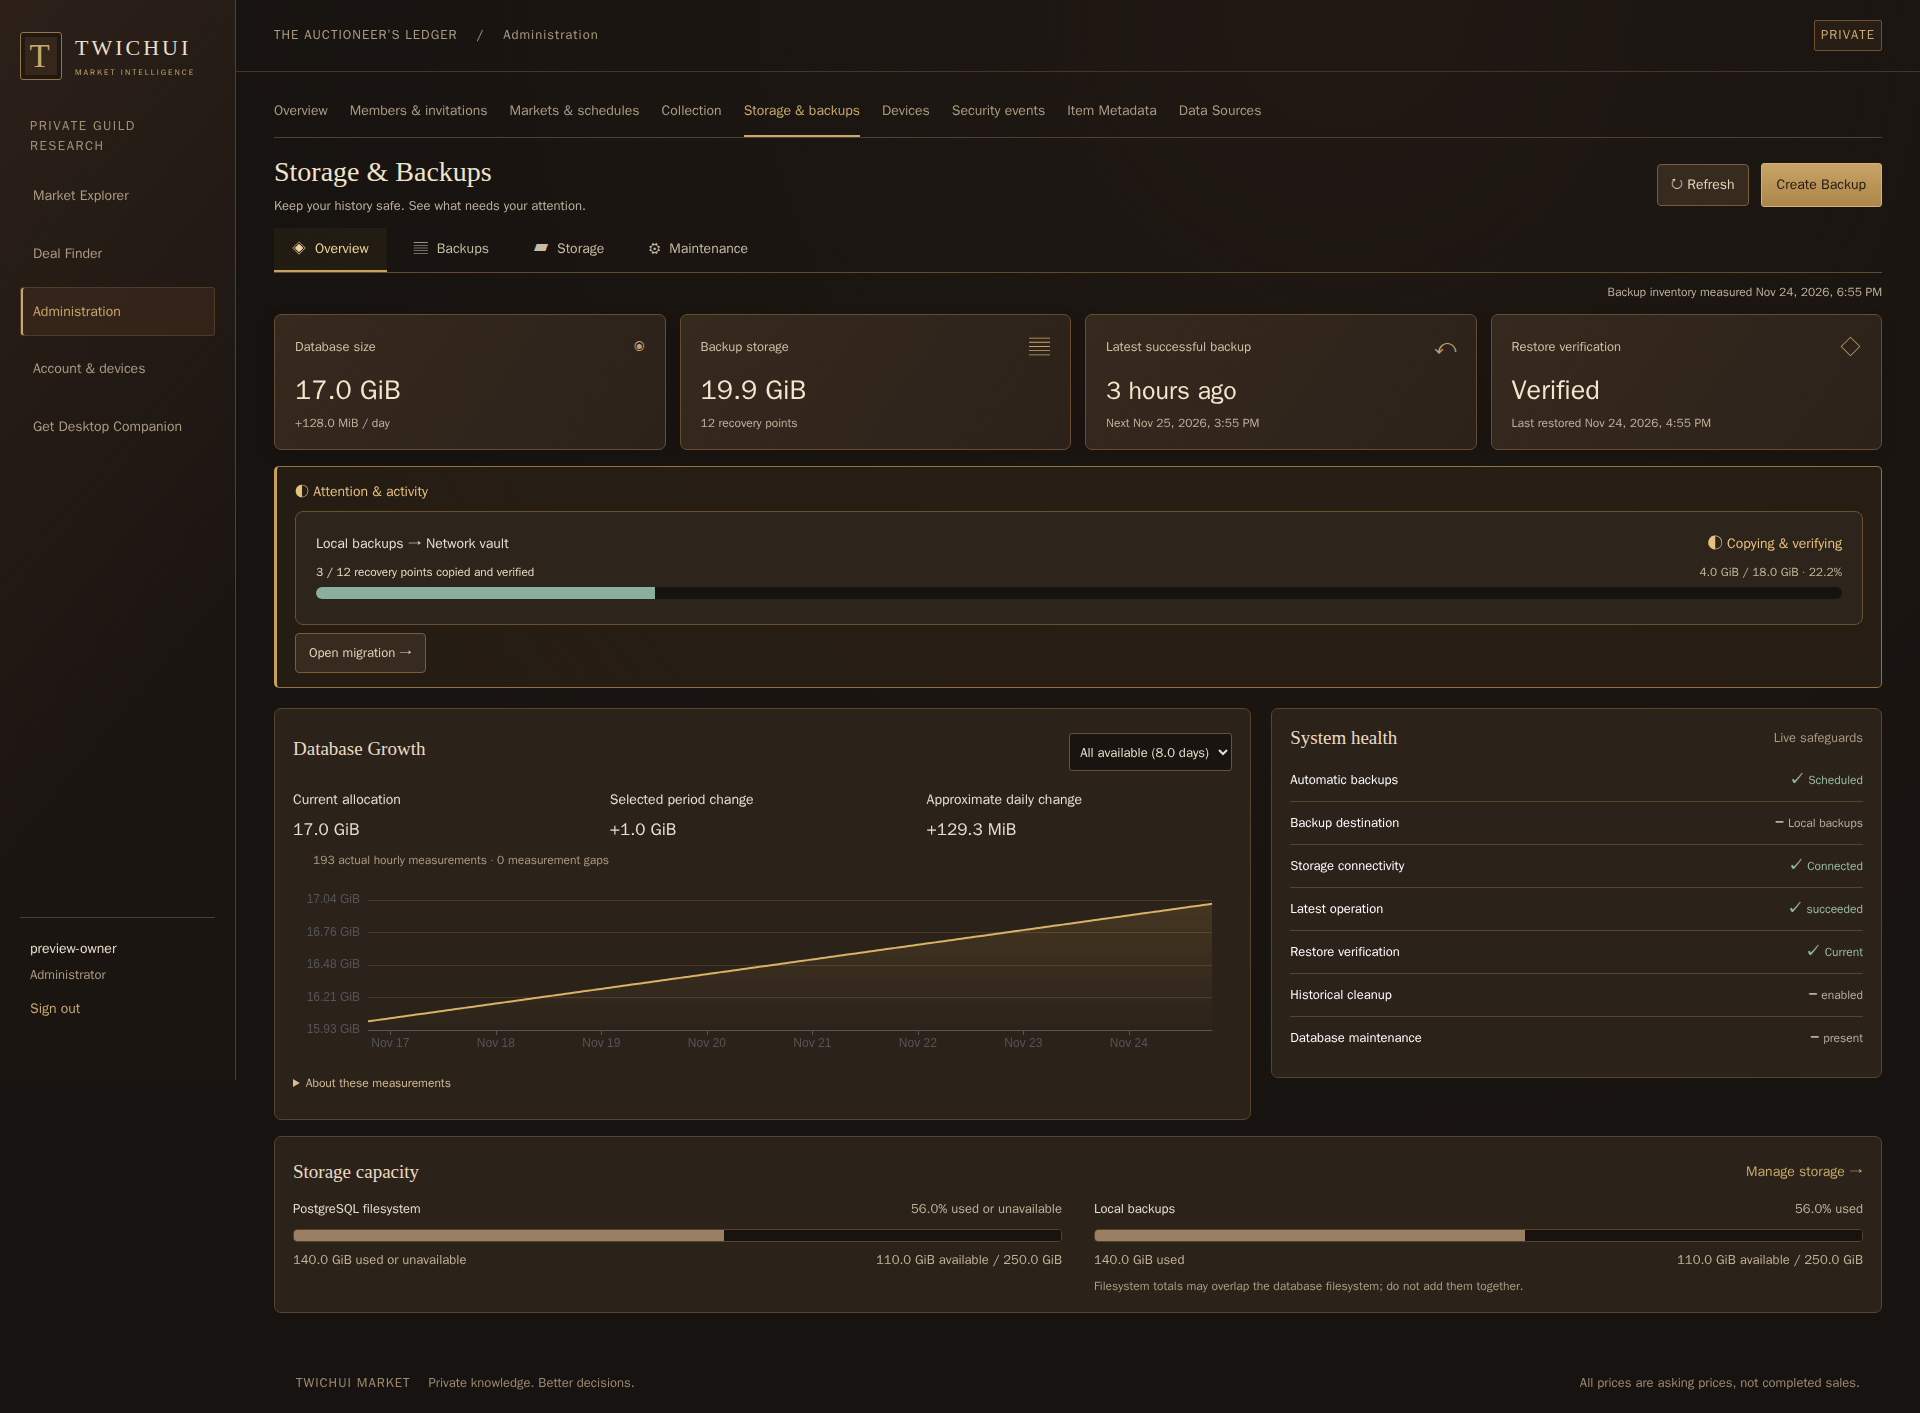 T
TWICHUI
MARKET INTELLIGENCE
PRIVATE GUILD
RESEARCH
Market Explorer
Deal Finder
Administration
Account & devices
Get Desktop Companion
preview-owner
Administrator
Sign out
THE AUCTIONEER'S LEDGER / Administration
PRIVATE
Overview Members & invitations Markets & schedules Collection Storage & backups Devices Security events Item Metadata Data Sources
Storage & Backups
Keep your history safe. See what needs your attention.
Refresh
Create Backup
Overview Backups Storage Maintenance
Backup inventory measured Nov 24, 2026, 6:55 PM
Database size
17.0 GiB
+128.0 MiB / day
Backup storage
19.9 GiB
12 recovery points
Latest successful backup
3 hours ago
Next Nov 25, 2026, 3:55 PM
Restore verification
Verified
Last restored Nov 24, 2026, 4:55 PM
Attention & activity
Local backups → Network vault
Copying & verifying
3 / 12 recovery points copied and verified
4.0 GiB / 18.0 GiB · 22.2%
Open migration →
Database Growth
All available (8.0 days)
Current allocation
17.0 GiB
Selected period change
+1.0 GiB
Approximate daily change
+129.3 MiB
193 actual hourly measurements · 0 measurement gaps
17.04 GiB
16.76 GiB
16.48 GiB
16.21 GiB
15.93 GiB
Nov 17 Nov 18 Nov 19 Nov 20 Nov 21 Nov 22 Nov 23 Nov 24
About these measurements
System health
Live safeguards
Automatic backups ✓ Scheduled
Backup destination – Local backups
Storage connectivity ✓ Connected
Latest operation ✓ succeeded
Restore verification ✓ Current
Historical cleanup – enabled
Database maintenance – present
Storage capacity
Manage storage →
PostgreSQL filesystem
56.0% used or unavailable
140.0 GiB used or unavailable
110.0 GiB available / 250.0 GiB
Local backups
56.0% used
140.0 GiB used
110.0 GiB available / 250.0 GiB
Filesystem totals may overlap the database filesystem; do not add them together.
TWICHUI MARKET Private knowledge. Better decisions.
All prices are asking prices, not completed sales.